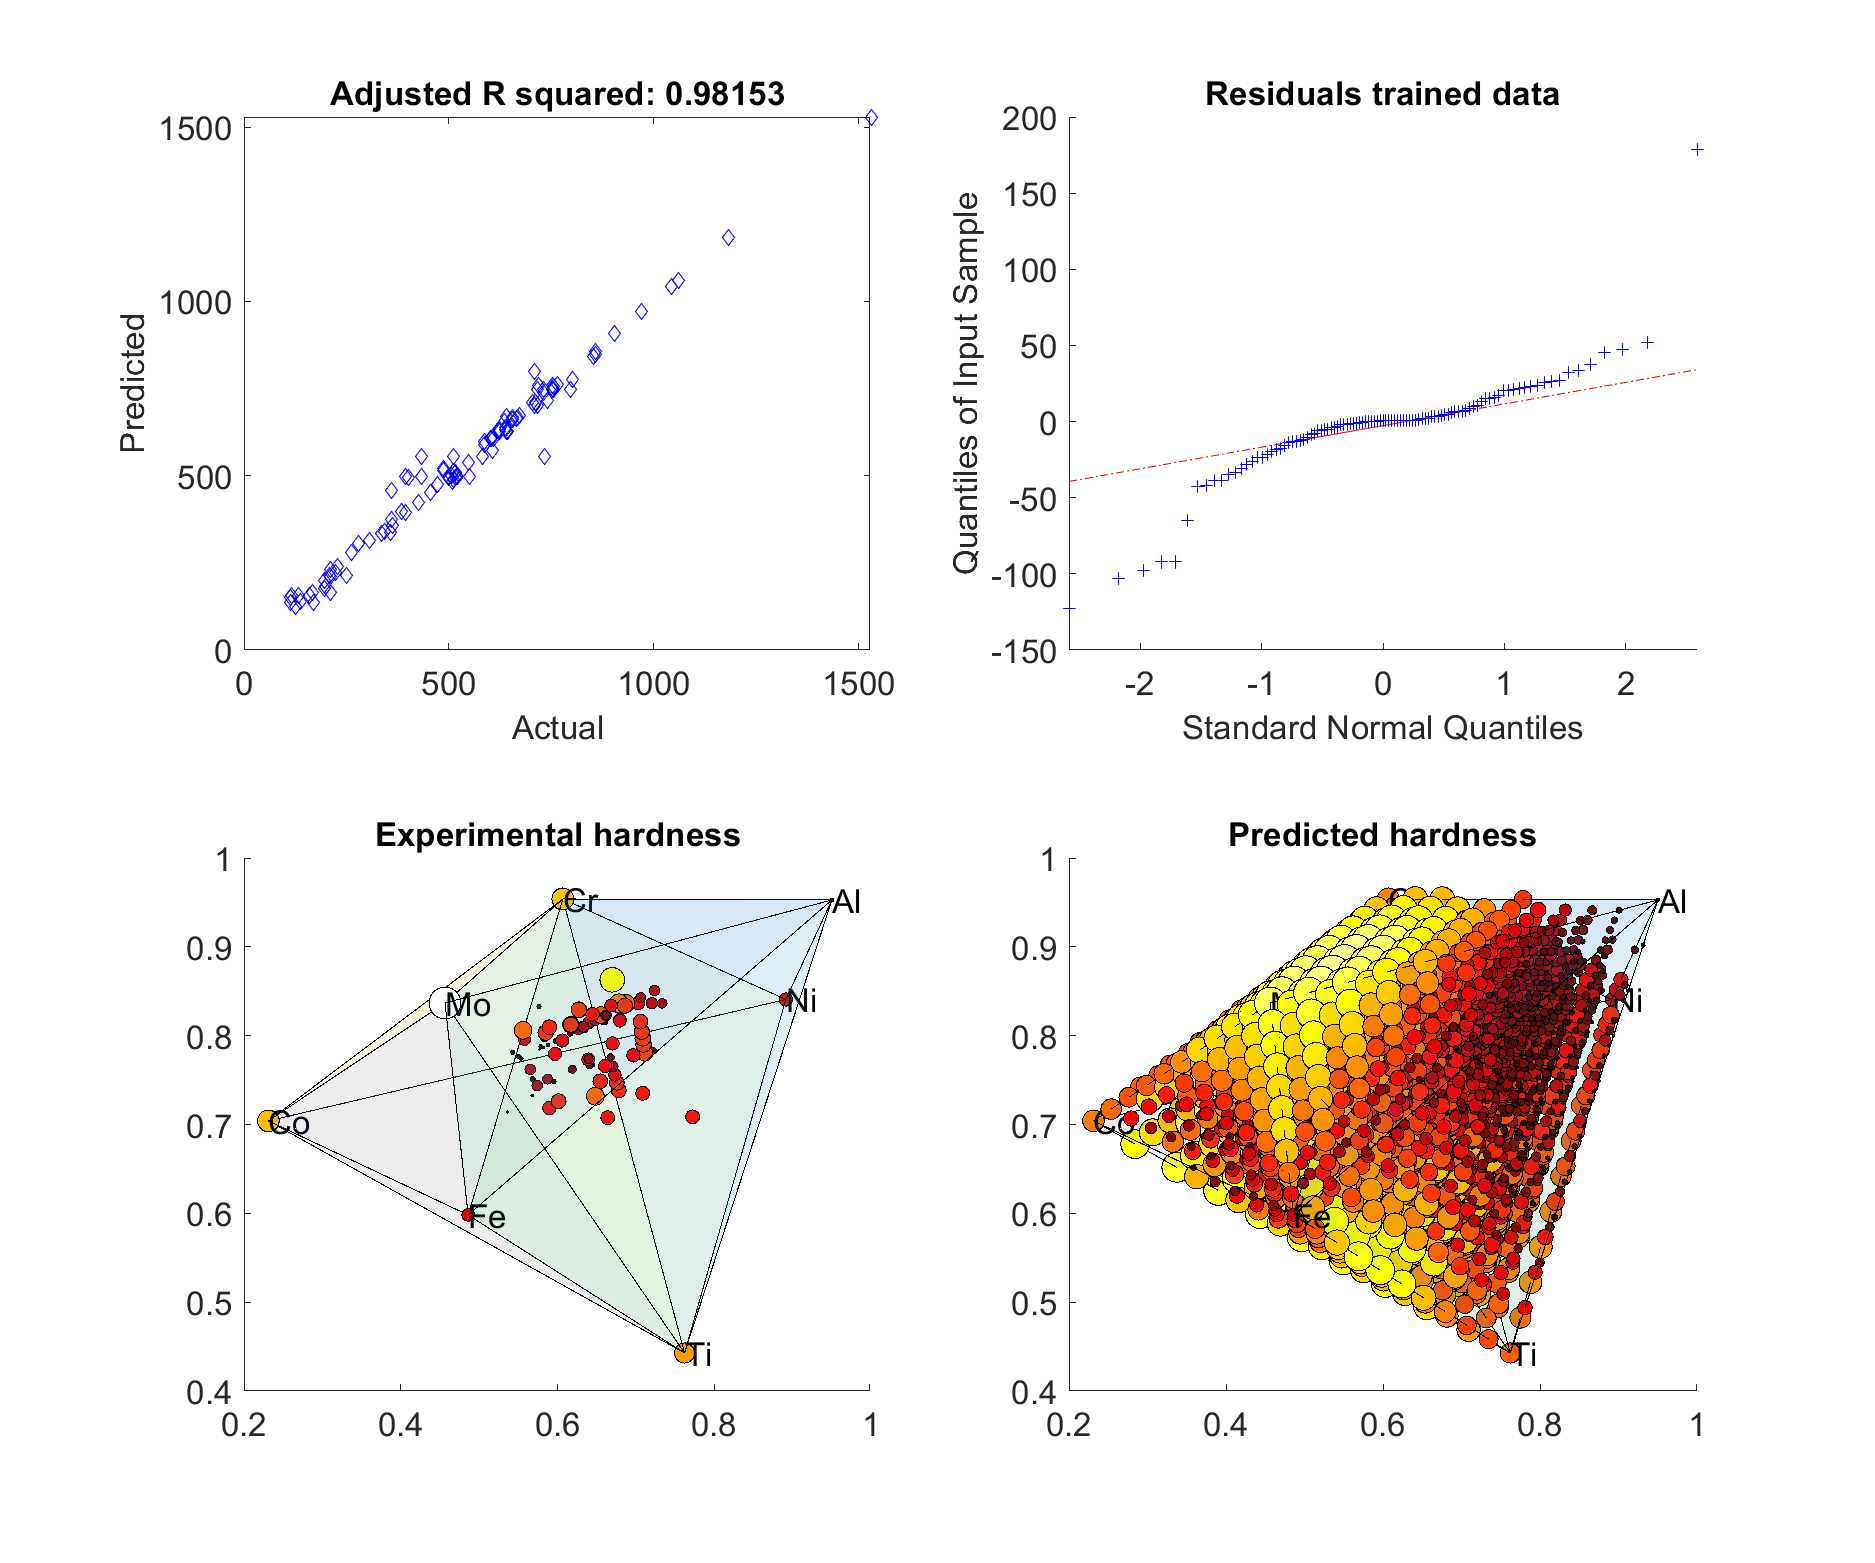 Adjusted R squared: 0.98153
1500
1000
500
0
0 500 1000 1500
Predicted
Actual
Residuals trained data
200
150
100
50
0
-50
-100
-150
-2 -1 0 1 2
Quantiles of Input Sample
Standard Normal Quantiles
Experimental hardness
1
0.9
0.8
0.7
0.6
0.5
0.4
0.2 0.4 0.6 0.8 1
Cr
Al
Mo
Ni
Co
Fe
Ti
Predicted hardness
1
0.9
0.8
0.7
0.6
0.5
0.4
0.2 0.4 0.6 0.8 1
Al
Fe
Ti